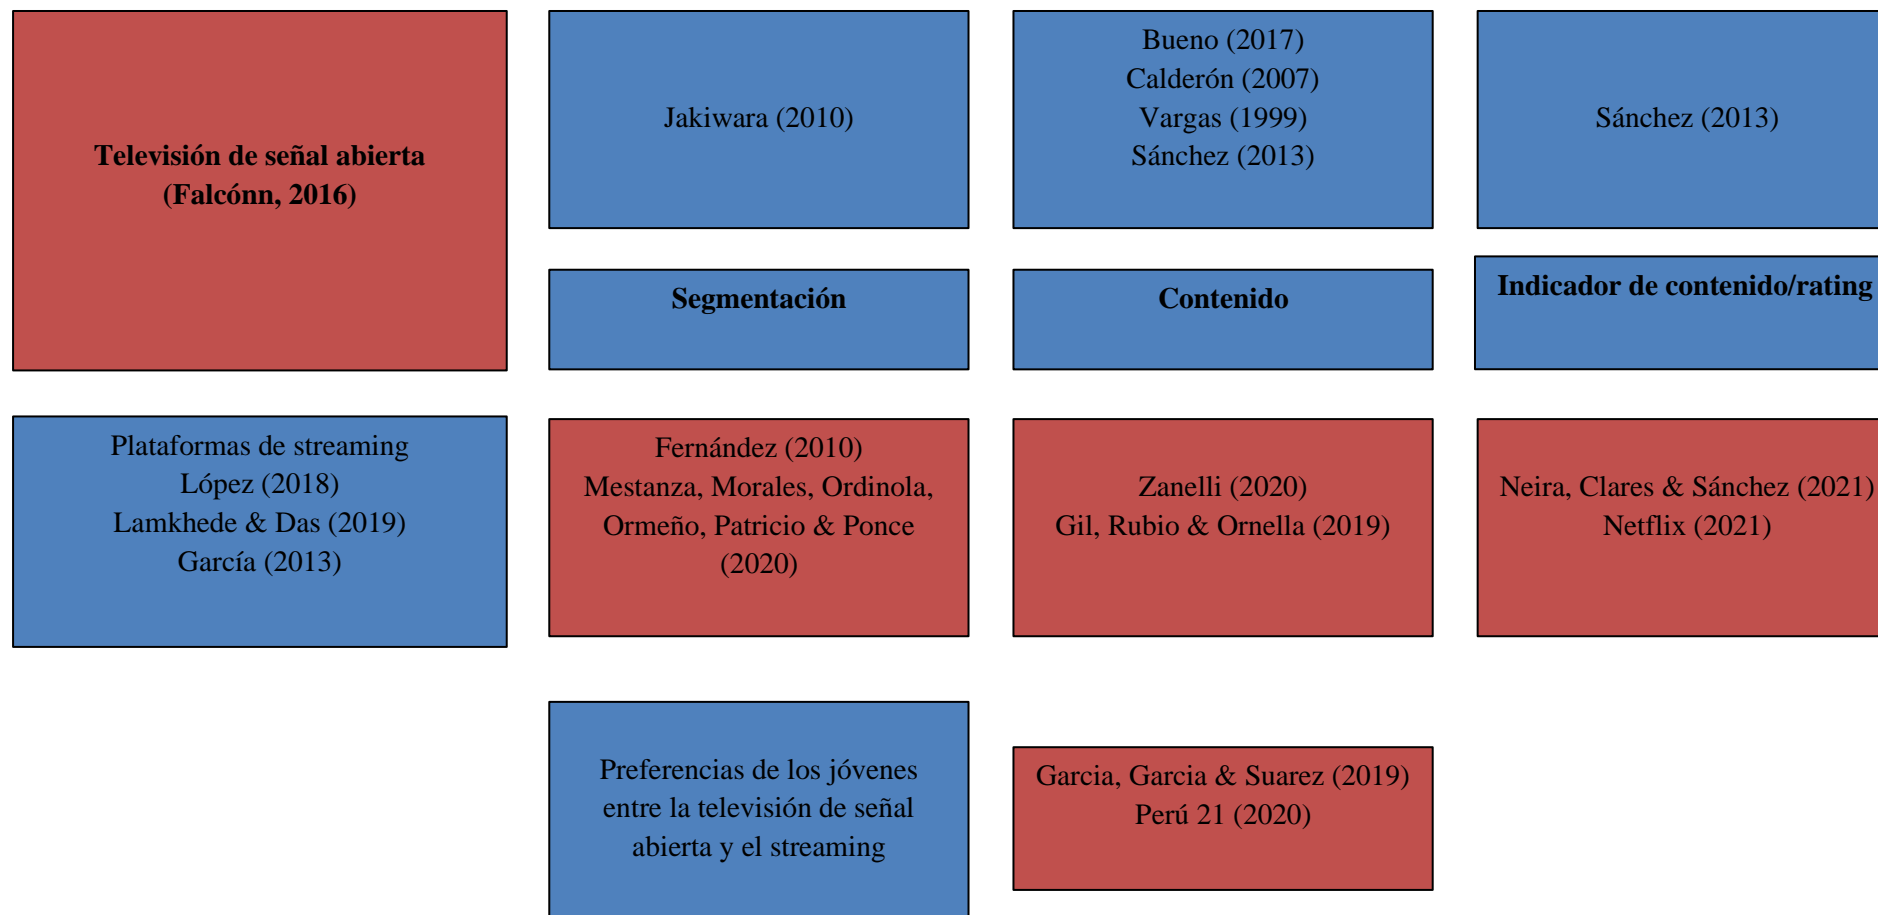 Televisión de señal abierta
(Falcónn, 2016)
Jakiwara (2010)
Bueno (2017)
Calderón (2007)
Vargas (1999)
Sánchez (2013)
Sánchez (2013)
Segmentación
Contenido
Indicador de contenido/rating
Plataformas de streaming
López (2018)
Lamkhede & Das (2019)
García (2013)
Fernández (2010)
Mestanza, Morales, Ordinola,
Ormeño, Patricio & Ponce
(2020)
Zanelli (2020)
Gil, Rubio & Ornella (2019)
Neira, Clares & Sánchez (2021)
Netflix (2021)
Preferencias de los jóvenes
entre la televisión de señal
abierta y el streaming
Garcia, Garcia & Suarez (2019)
Perú 21 (2020)